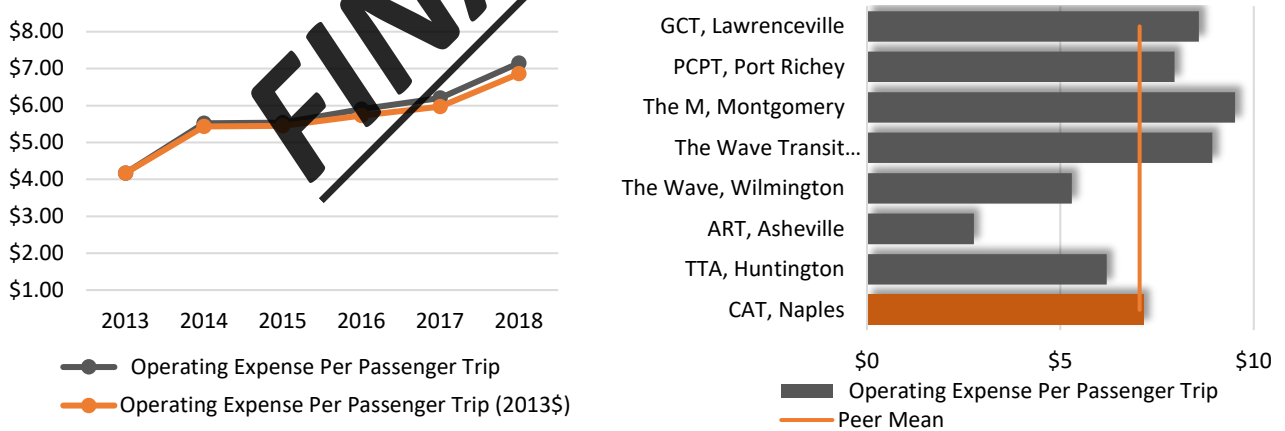 $8.00
$7.00
$6.00
$5.00
$4.00
$3.00
$2.00
$1.00
2013 2014 2015 2016 2017 2018
Operating Expense Per Passenger Trip
Operating Expense Per Passenger Trip (2013$)
GCT, Lawrenceville
PCPT, Port Richey
The M, Montgomery
The Wave Transit...
The Wave, Wilmington
ART, Asheville
TTA, Huntington
CAT, Naples
$0 $5 $10
Operating Expense Per Passenger Trip
Peer Mean